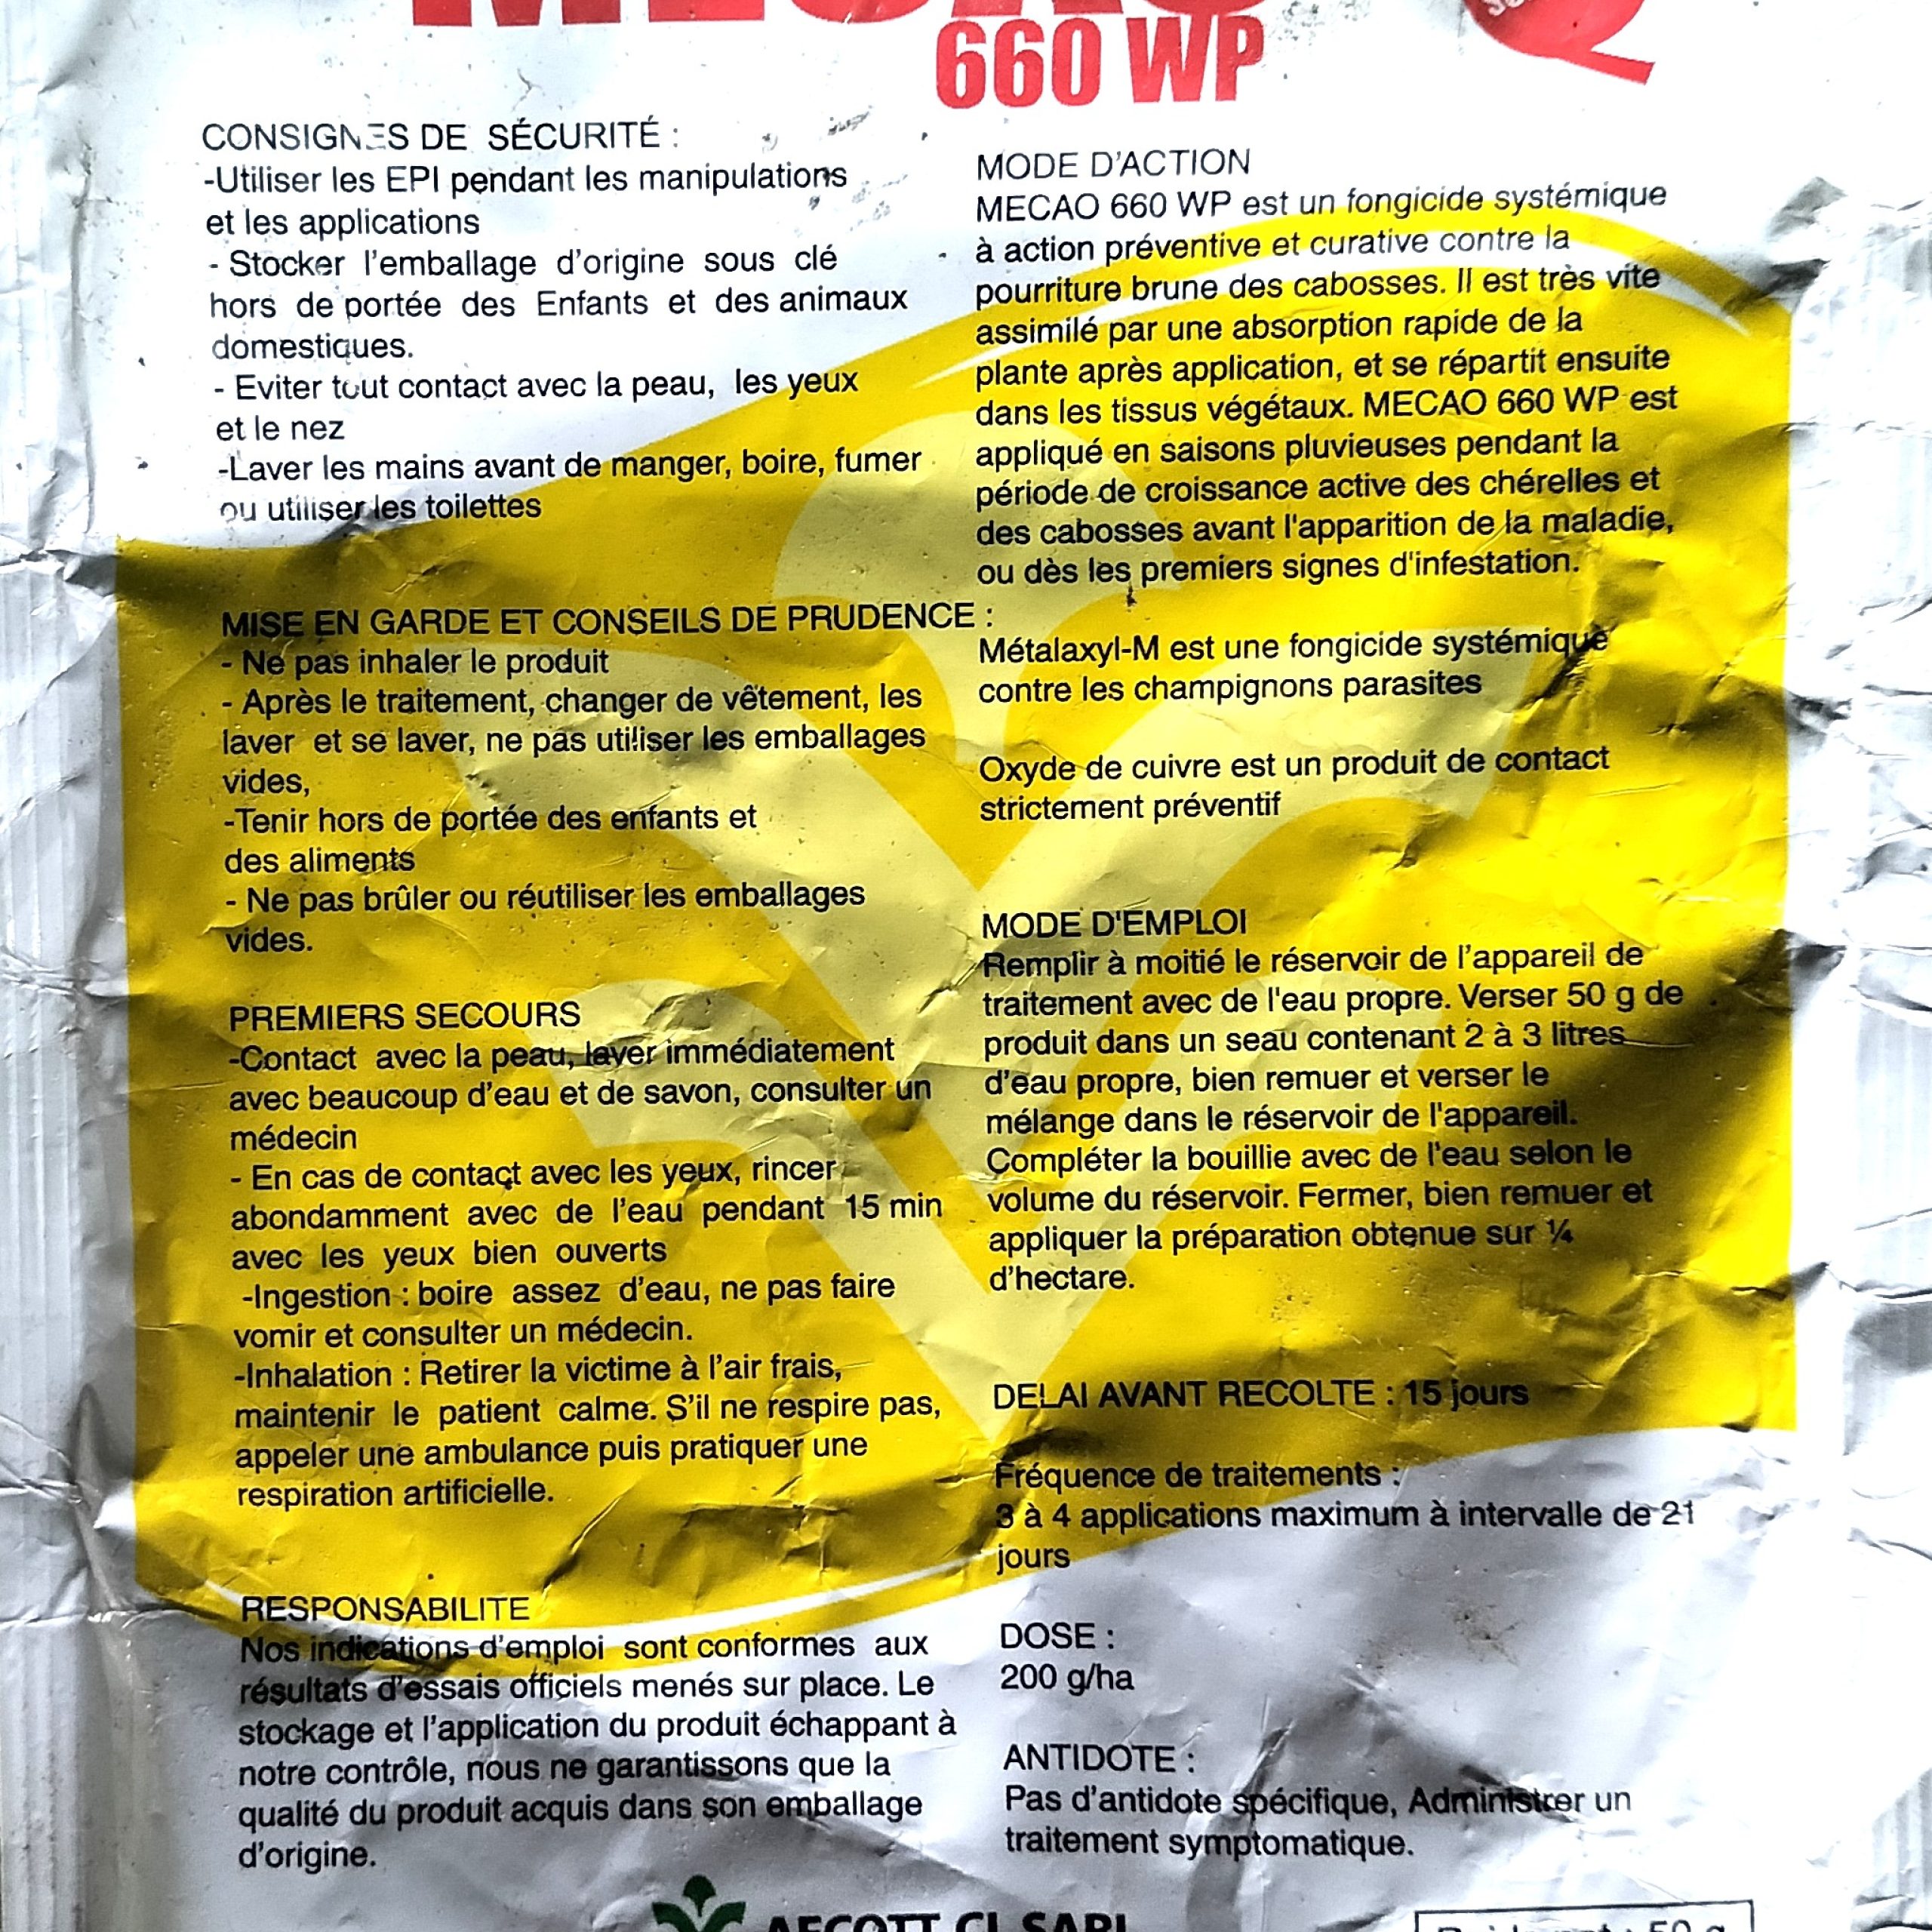 MECAO
660 WP
CONSIGNES DE SÉCURITÉ :
-Utiliser les EPI pendant les manipulations
et les applications
- Stocker l'emballage d'origine sous clé
hors de portée des Enfants et des animaux
domestiques.
- Eviter tout contact avec la peau, les yeux
et le nez
-Laver les mains avant de manger, boire, fumer
ou utiliser les toilettes
MISE EN GARDE ET CONSEILS DE PRUDENCE :
- Ne pas inhaler le produit
- Après le traitement, changer de vêtement, les
laver et se laver, ne pas utiliser les emballages
vides,
-Tenir hors de portée des enfants et
des aliments
- Ne pas brûler ou réutiliser les emballages
vides.
PREMIERS SECOURS
-Contact avec la peau, laver immédiatement
avec beaucoup d'eau et de savon, consulter un
médecin
- En cas de contact avec les yeux, rincer
abondamment avec de l'eau pendant 15 min
avec les yeux bien ouverts
-Ingestion : boire assez d'eau, ne pas faire
vomir et consulter un médecin.
-Inhalation : Retirer la victime à l'air frais,
maintenir le patient calme. S'il ne respire pas,
appeler une ambulance puis pratiquer une
respiration artificielle.
RESPONSABILITE
Nos indications d'emploi sont conformes aux
résultats d'essais officiels menés sur place. Le
stockage et l'application du produit échappant à
notre contrôle, nous ne garantissons que la
qualité du produit acquis dans son emballage
d'origine.
MODE D'ACTION
MECAO 660 WP est un fongicide systémique
à action préventive et curative contre la
pourriture brune des cabosses. Il est très vite
assimilé par une absorption rapide de la
plante après application, et se répartit ensuite
dans les tissus végétaux. MECAO 660 WP est
appliqué en saisons pluvieuses pendant la
période de croissance active des chérelles et
des cabosses avant l'apparition de la maladie,
ou dès les premiers signes d'infestation.
Métalaxyl-M est une fongicide systémique
contre les champignons parasites
Oxyde de cuivre est un produit de contact
strictement préventif
MODE D'EMPLOI
Remplir à moitié le réservoir de l'appareil de
traitement avec de l'eau propre. Verser 50 g de
produit dans un seau contenant 2 à 3 litres
d'eau propre, bien remuer et verser le
mélange dans le réservoir de l'appareil.
Compléter la bouillie avec de l'eau selon le
volume du réservoir. Fermer, bien remuer et
appliquer la préparation obtenue sur ¼
d'hectare.
DELAI AVANT RECOLTE : 15 jours
Fréquence de traitements :
3 à 4 applications maximum à intervalle de 21
jours
DOSE :
200 g/ha
ANTIDOTE :
Pas d'antidote spécifique, Administrer un
traitement symptomatique.
AFCOTT CI SARL
50 g